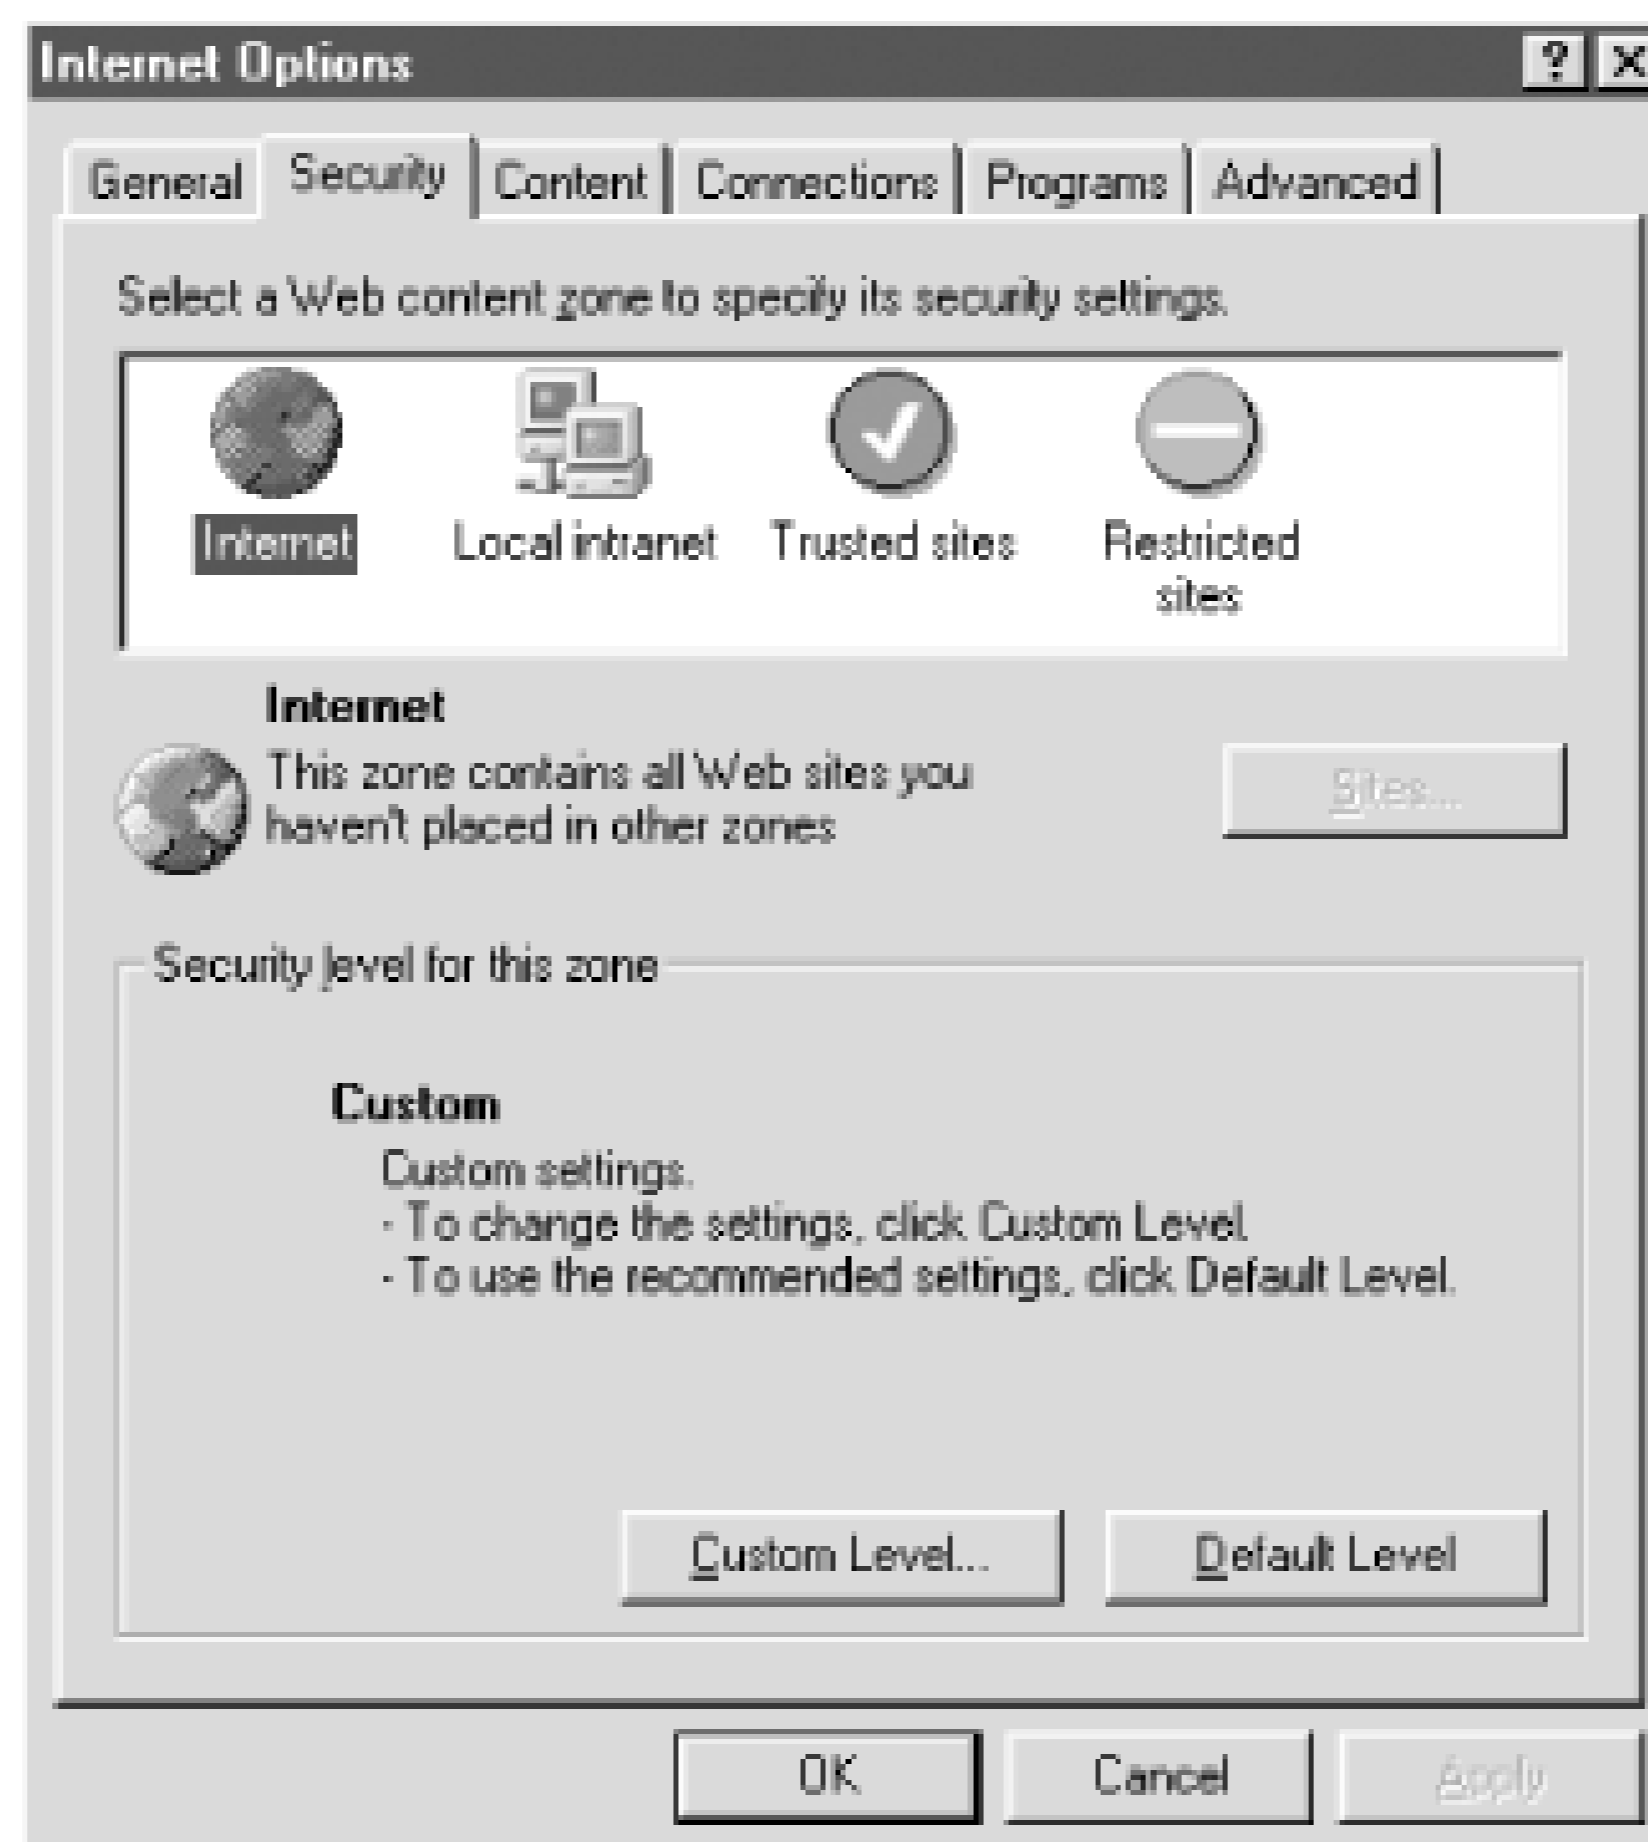 Internet Options
General Security Content Connections Programs Advanced
Select a Web content zone to specify its security settings.
Internet Local intranet Trusted sites Restricted
sites
Internet
This zone contains all Web sites you
haven't placed in other zones
Sites...
Security level for this zone
Custom
Custom settings.
- To change the settings, click Custom Level.
- To use the recommended settings, click Default Level.
Custom Level... Default Level
OK Cancel Apply